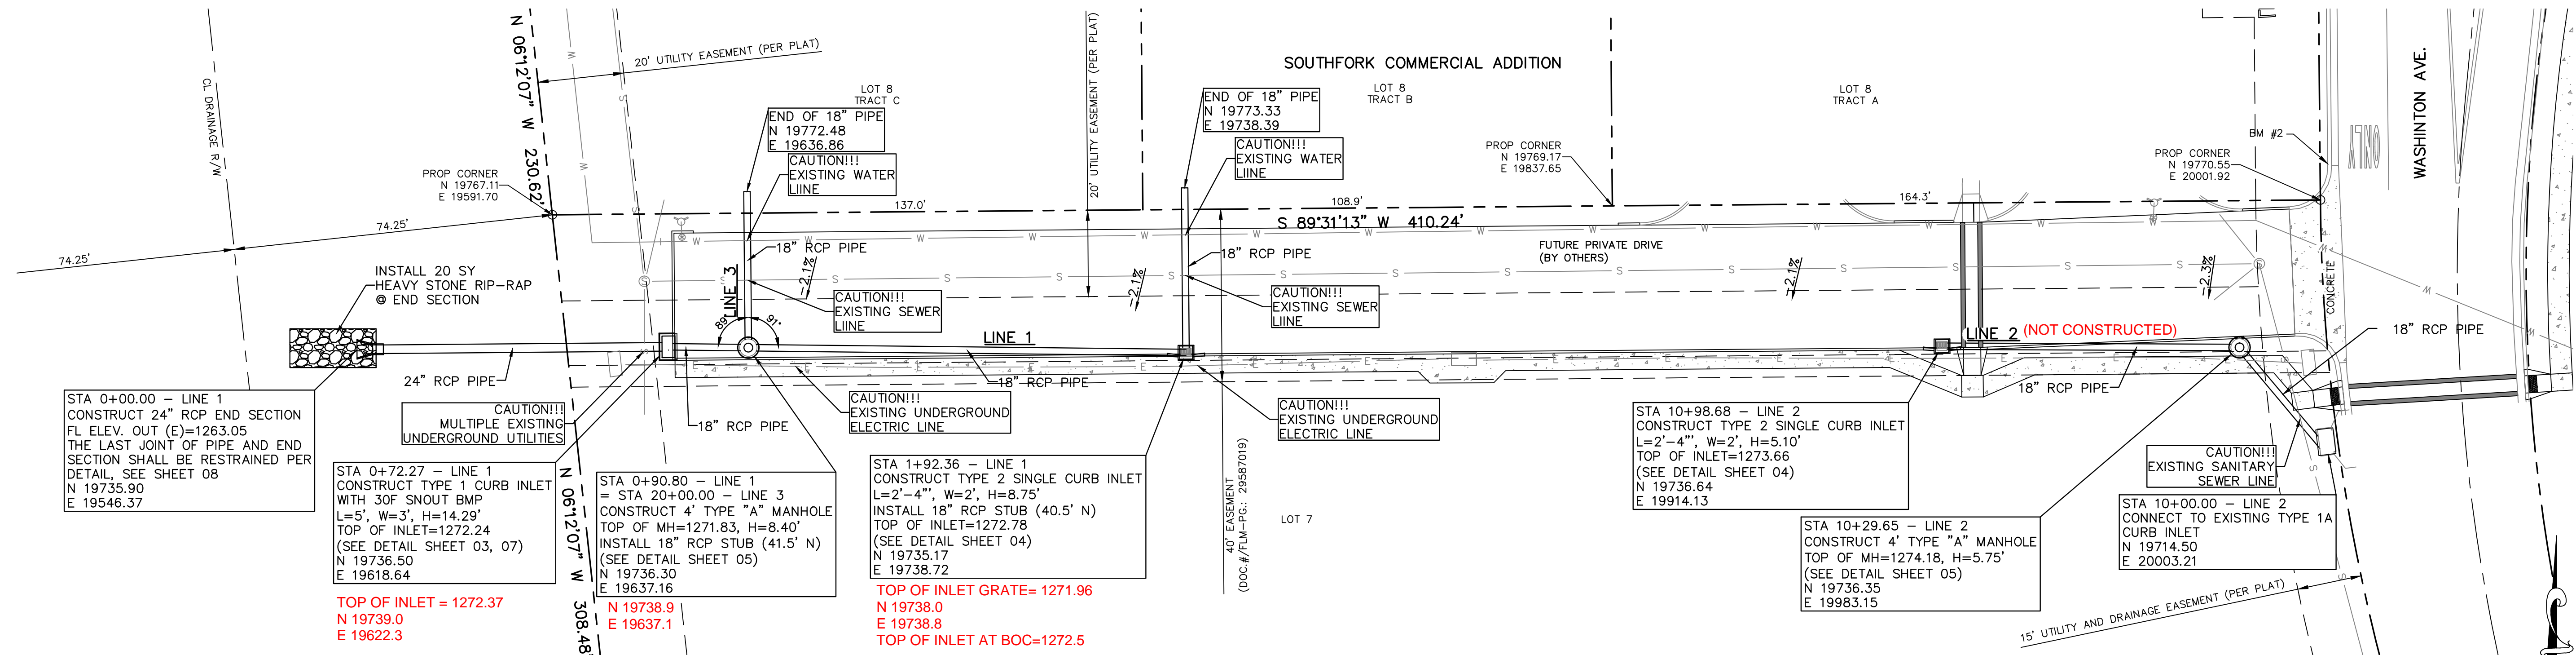 N 06°12'07" W 230.62'
20' UTILITY EASEMENT (PER PLAT)
CL DRAINAGE R/W
74.25'
74.25'
PROP CORNER
N 19767.11
E 19591.70
LOT 8
TRACT C
END OF 18" PIPE
N 19772.48
E 19636.86
CAUTION!!!
EXISTING WATER
LIINE
137.0'
20' UTILITY EASEMENT (PER PLAT)
SOUTHFORK COMMERCIAL ADDITION
END OF 18" PIPE
N 19773.33
E 19738.39
CAUTION!!!
EXISTING WATER
LIINE
LOT 8
TRACT B
PROP CORNER
N 19769.17
E 19837.65
108.9'
S 89°31'13" W 410.24'
LOT 8
TRACT A
164.3'
BM #2
PROP CORNER
N 19770.55
E 20001.92
ONLY
WASHINTON AVE.
CONCRETE
INSTALL 20 SY
HEAVY STONE RIP-RAP
@ END SECTION
18" RCP PIPE
LINE 3
89°
91°
-2.1%
CAUTION!!!
EXISTING SEWER
LIINE
-2.1%
18" RCP PIPE
CAUTION!!!
EXISTING SEWER
LIINE
FUTURE PRIVATE DRIVE
(BY OTHERS)
-2.1%
-2.3%
LINE 1
LINE 2 (NOT CONSTRUCTED)
18" RCP PIPE
24" RCP PIPE
18" RCP PIPE
18" RCP PIPE
18" RCP PIPE
STA 0+00.00 - LINE 1
CONSTRUCT 24" RCP END SECTION
FL ELEV. OUT (E)=1263.05
THE LAST JOINT OF PIPE AND END
SECTION SHALL BE RESTRAINED PER
DETAIL, SEE SHEET 08
N 19735.90
E 19546.37
CAUTION!!!
MULTIPLE EXISTING
UNDERGROUND UTILITIES
CAUTION!!!
EXISTING UNDERGROUND
ELECTRIC LINE
CAUTION!!!
EXISTING UNDERGROUND
ELECTRIC LINE
STA 0+72.27 - LINE 1
CONSTRUCT TYPE 1 CURB INLET
WITH 30F SNOUT BMP
L=5', W=3', H=14.29'
TOP OF INLET=1272.24
(SEE DETAIL SHEET 03, 07)
N 19736.50
E 19618.64
TOP OF INLET = 1272.37
N 19739.0
E 19622.3
N 06°12'07" W 308.48'
STA 0+90.80 - LINE 1
= STA 20+00.00 - LINE 3
CONSTRUCT 4' TYPE "A" MANHOLE
TOP OF MH=1271.83, H=8.40'
INSTALL 18" RCP STUB (41.5' N)
(SEE DETAIL SHEET 05)
N 19736.30
E 19637.16
N 19738.9
E 19637.1
STA 1+92.36 - LINE 1
CONSTRUCT TYPE 2 SINGLE CURB INLET
L=2'-4"', W=2', H=8.75'
INSTALL 18" RCP STUB (40.5' N)
TOP OF INLET=1272.78
(SEE DETAIL SHEET 04)
N 19735.17
E 19738.72
TOP OF INLET GRATE= 1271.96
N 19738.0
E 19738.8
TOP OF INLET AT BOC=1272.5
40' EASEMENT
(DOC.#/FLM-PG.: 29587019)
LOT 7
STA 10+98.68 - LINE 2
CONSTRUCT TYPE 2 SINGLE CURB INLET
L=2'-4"', W=2', H=5.10'
TOP OF INLET=1273.66
(SEE DETAIL SHEET 04)
N 19736.64
E 19914.13
STA 10+29.65 - LINE 2
CONSTRUCT 4' TYPE "A" MANHOLE
TOP OF MH=1274.18, H=5.75'
(SEE DETAIL SHEET 05)
N 19736.35
E 19983.15
CAUTION!!!
EXISTING SANITARY
SEWER LINE
STA 10+00.00 - LINE 2
CONNECT TO EXISTING TYPE 1A
CURB INLET
N 19714.50
E 20003.21
15' UTILITY AND DRAINAGE EASEMENT (PER PLAT)